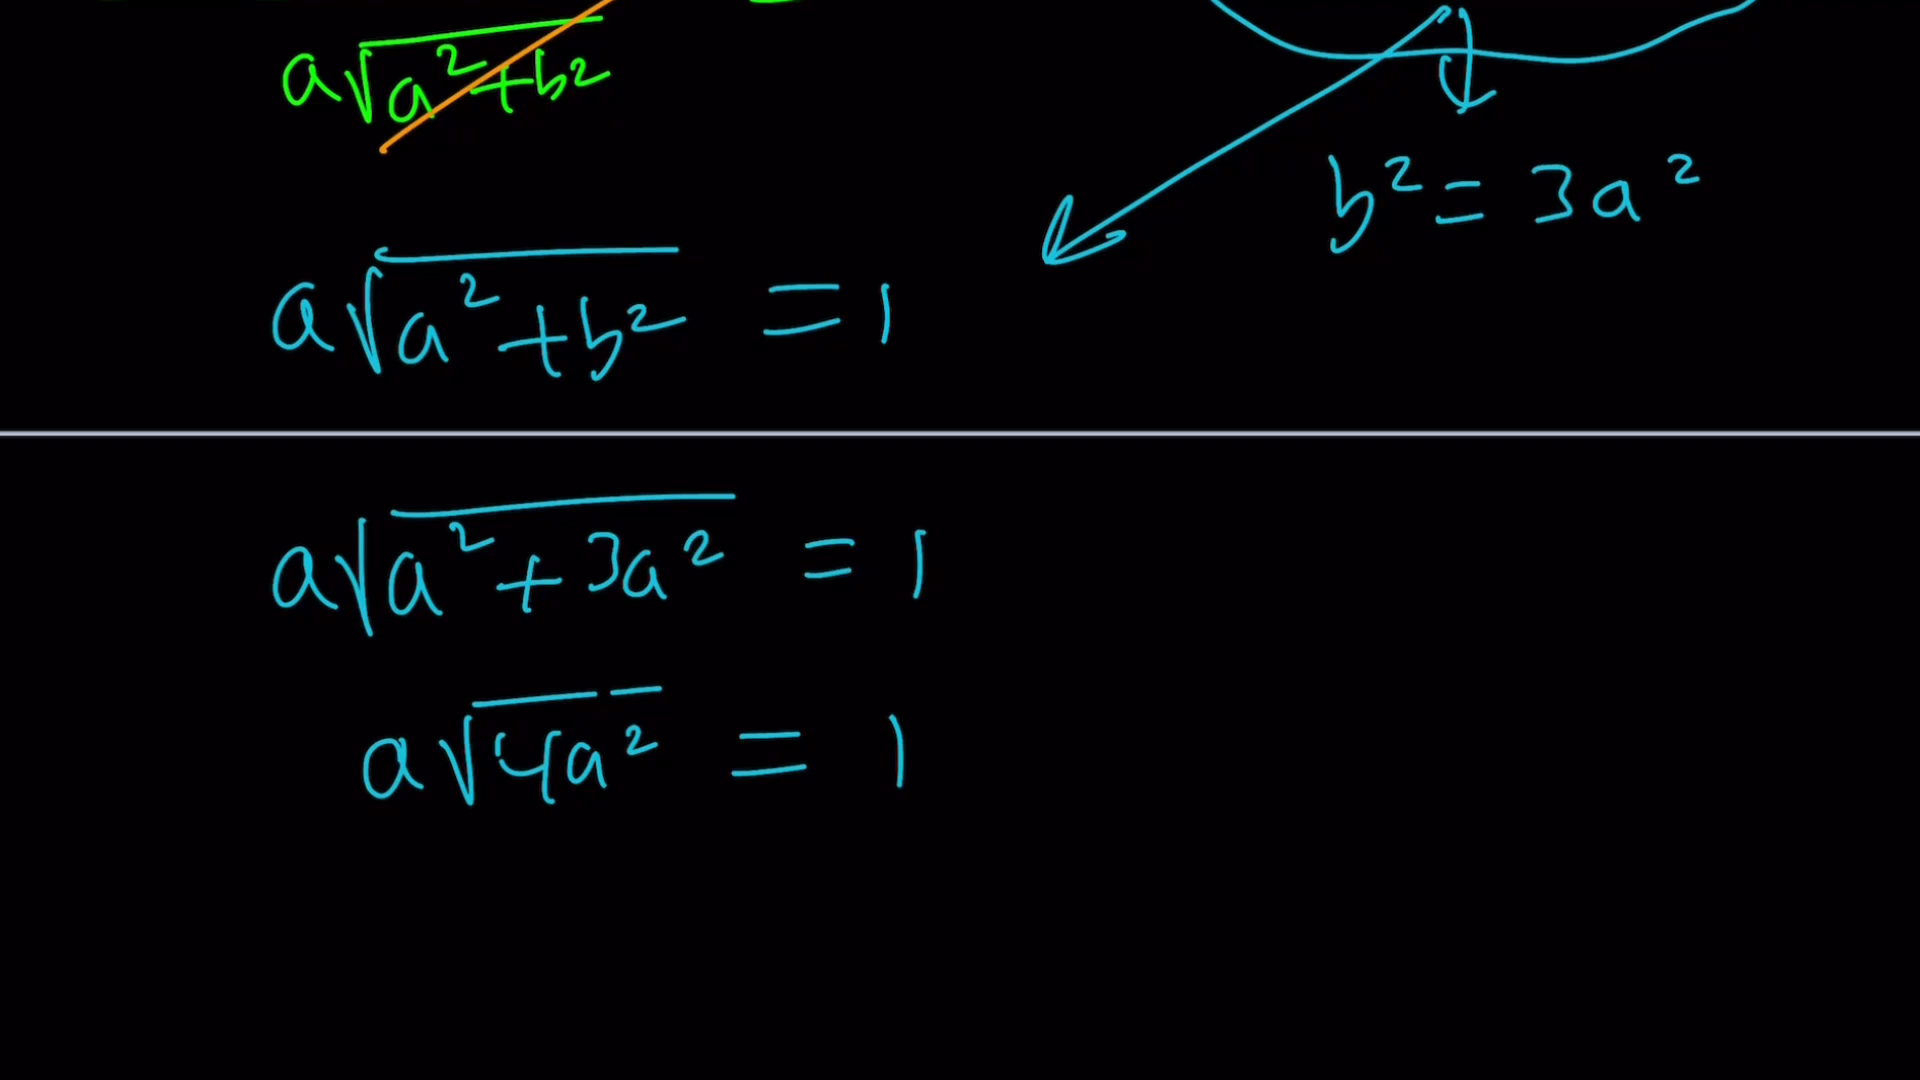 a√(a²+b²)
b² = 3a²
a√(a²+b²) = 1
a√(a²+3a²) = 1
a√(4a²) = 1